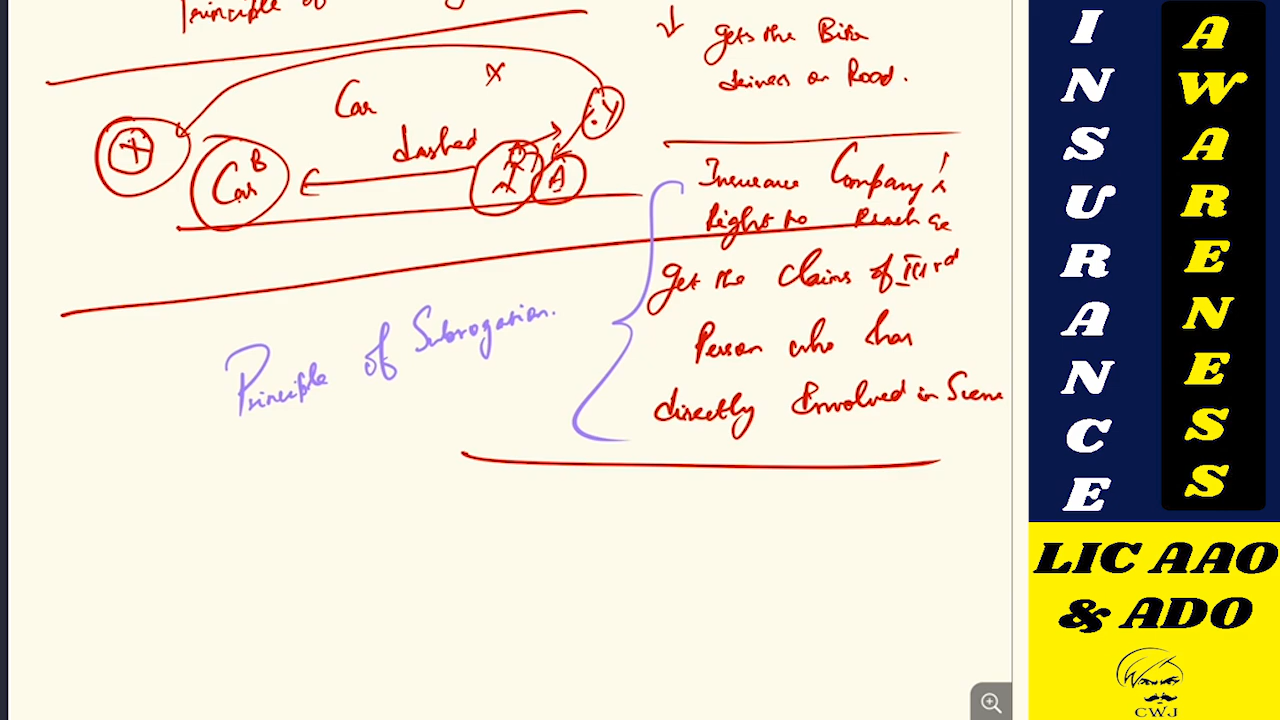 Principle of
gets the Bike
drivers on Road.
Car
dashed
X
Y
Car B
A
Insurance Company's
Right to Reach &
get the claims of IIIrd
Person who has
directly Involved in Scene
Principle of Subrogation.
INSURANCE
AWARENESS
LIC AAO
& ADO
CWJ